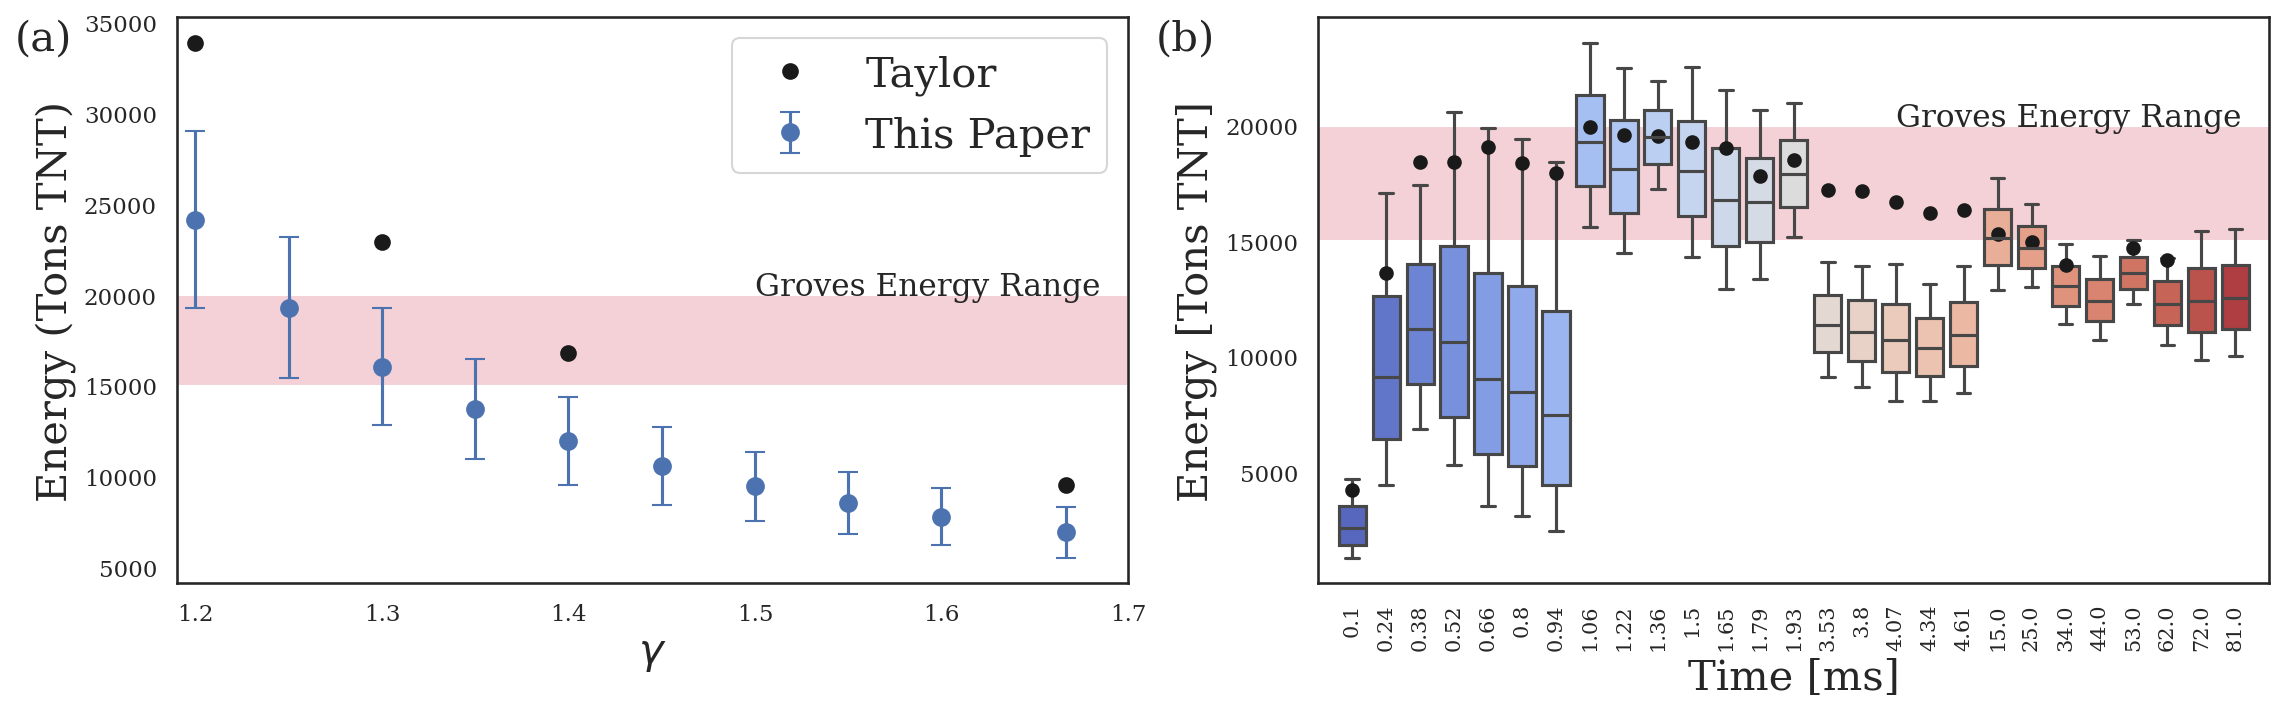 (a)
35000
30000
25000
20000
15000
10000
5000
Energy (Tons TNT)
Taylor
This Paper
Groves Energy Range
1.2 1.3 1.4 1.5 1.6 1.7
γ
(b)
20000
15000
10000
5000
Energy [Tons TNT]
Groves Energy Range
0.1 0.24 0.38 0.52 0.66 0.8 0.94 1.06 1.22 1.36 1.5 1.65 1.79 1.93 3.53 3.8 4.07 4.34 4.61 15.0 25.0 34.0 44.0 53.0 62.0 72.0 81.0
Time [ms]